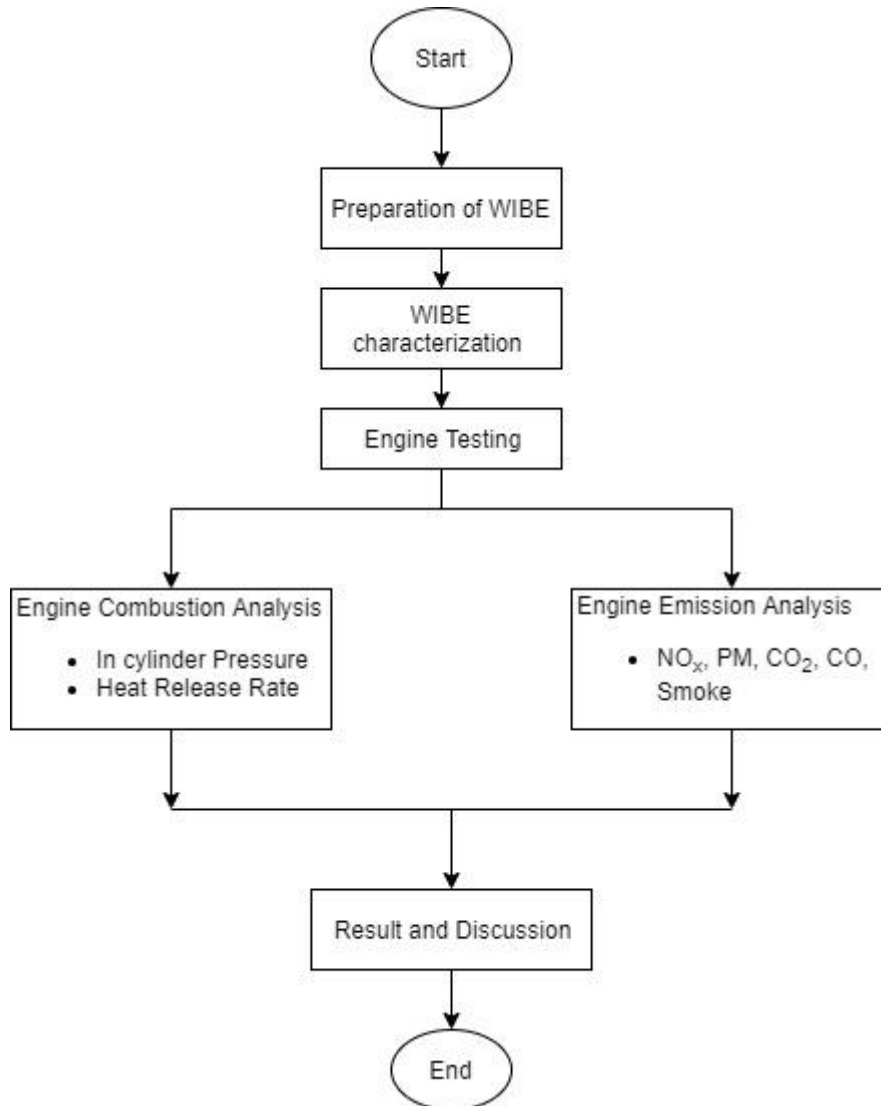 Start
Preparation of WIBE
WIBE
characterization
Engine Testing
Engine Combustion Analysis
• In cylinder Pressure
• Heat Release Rate
Engine Emission Analysis
• NOₓ, PM, CO₂, CO,
Smoke
Result and Discussion
End